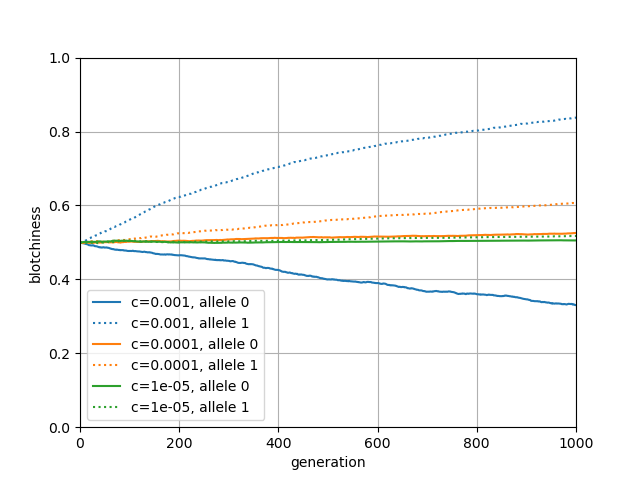 1.0
0.8
0.6
0.4
0.2
0.0
blotchiness
c=0.001, allele 0
c=0.001, allele 1
c=0.0001, allele 0
c=0.0001, allele 1
c=1e-05, allele 0
c=1e-05, allele 1
0 200 400 600 800 1000
generation